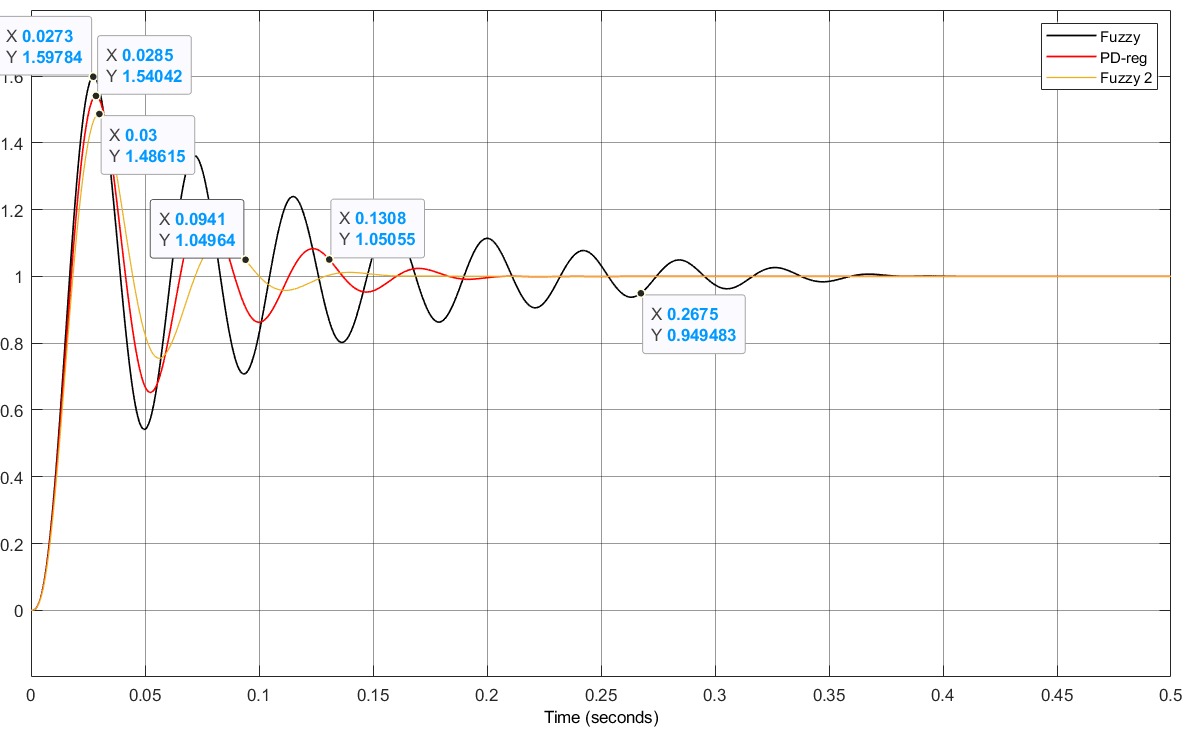 X 0.0273
Y 1.59784
X 0.0285
Y 1.54042
X 0.03
Y 1.48615
X 0.0941
Y 1.04964
X 0.1308
Y 1.05055
X 0.2675
Y 0.949483
Fuzzy
PD-reg
Fuzzy 2
1.6
1.4
1.2
1
0.8
0.6
0.4
0.2
0
0 0.05 0.1 0.15 0.2 0.25 0.3 0.35 0.4 0.45 0.5
Time (seconds)